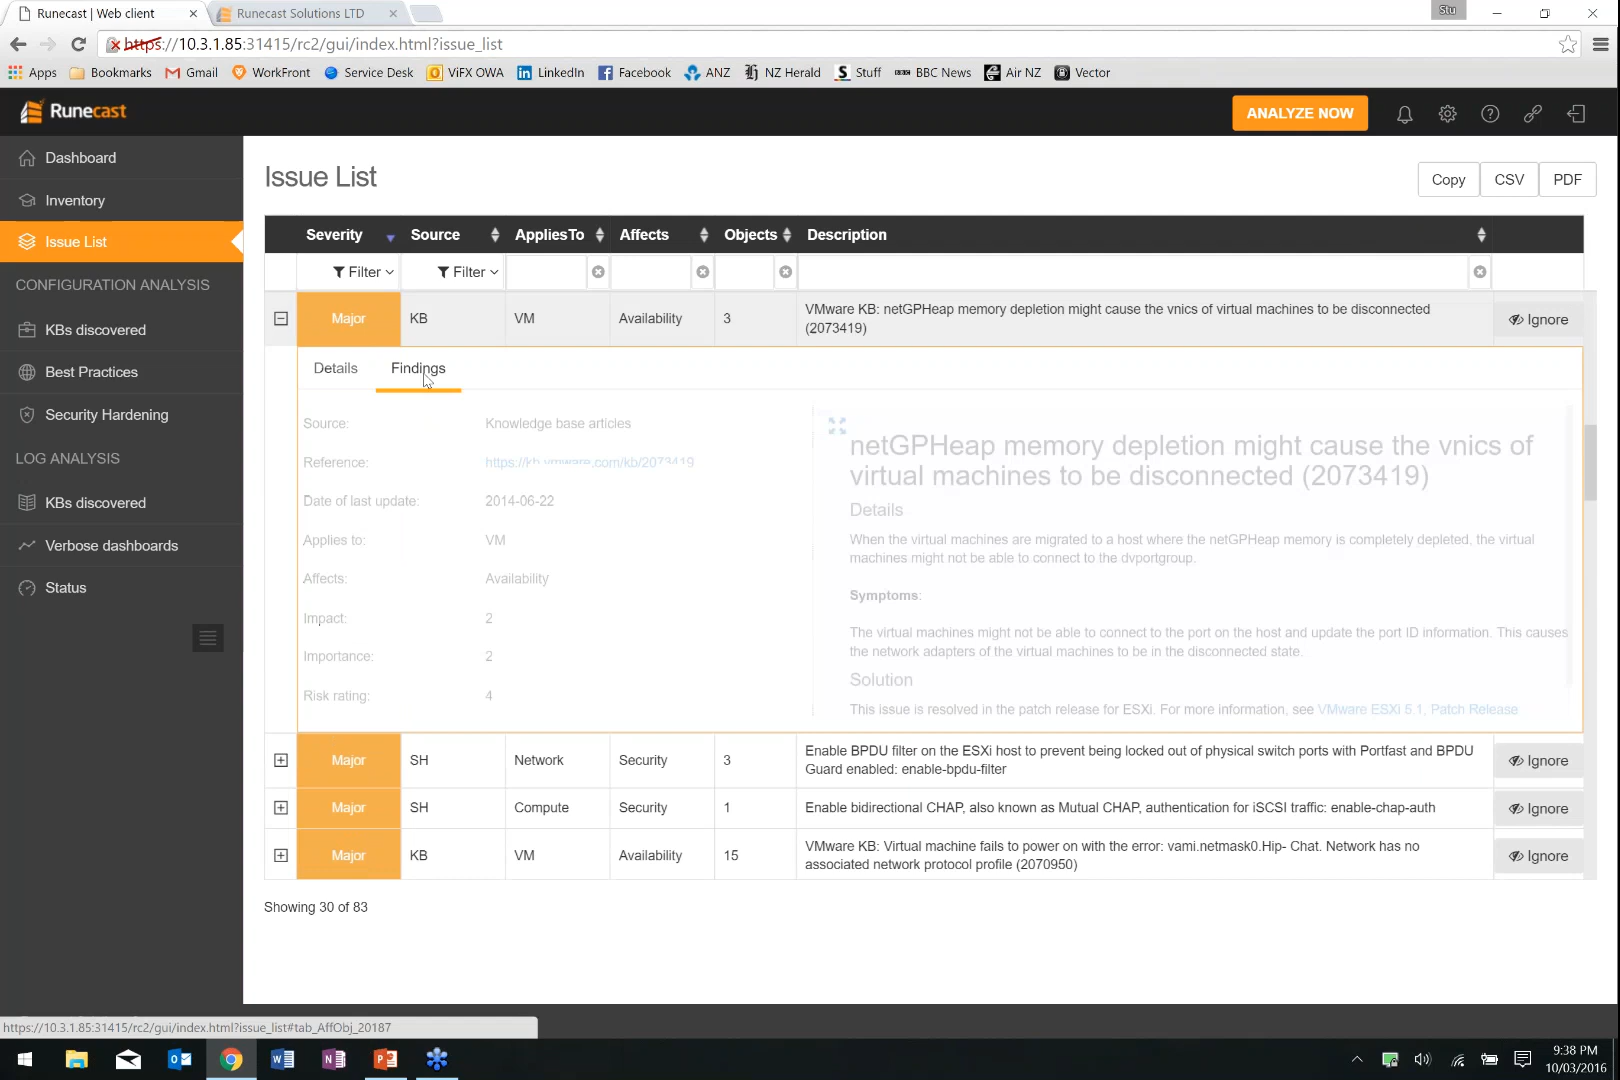 Runecast | Web client
Runecast Solutions LTD
Stu
https://10.3.1.85:31415/rc2/gui/index.html?issue_list
Apps Bookmarks Gmail WorkFront Service Desk ViFX OWA LinkedIn Facebook ANZ NZ Herald Stuff BBC News Air NZ Vector
Runecast
ANALYZE NOW
Dashboard
Inventory
Issue List
CONFIGURATION ANALYSIS
KBs discovered
Best Practices
Security Hardening
LOG ANALYSIS
KBs discovered
Verbose dashboards
Status
Issue List
Copy CSV PDF
Severity Source AppliesTo Affects Objects Description
Filter Filter
Major KB VM Availability 3 VMware KB: netGPHeap memory depletion might cause the vnics of virtual machines to be disconnected
(2073419)
Ignore
Details Findings
Source: Knowledge base articles
Reference: https://kb.vmware.com/kb/2073419
Date of last update: 2014-06-22
Applies to: VM
Affects: Availability
Impact: 2
Importance: 2
Risk rating: 4
netGPHeap memory depletion might cause the vnics of
virtual machines to be disconnected (2073419)
Details
When the virtual machines are migrated to a host where the netGPHeap memory is completely depleted, the virtual
machines might not be able to connect to the dvportgroup.
Symptoms:
The virtual machines might not be able to connect to the port on the host and update the port ID information. This causes
the network adapters of the virtual machines to be in the disconnected state.
Solution
This issue is resolved in the patch release for ESXi. For more information, see VMware ESXi 5.1, Patch Release
Major SH Network Security 3 Enable BPDU filter on the ESXi host to prevent being locked out of physical switch ports with Portfast and BPDU
Guard enabled: enable-bpdu-filter
Ignore
Major SH Compute Security 1 Enable bidirectional CHAP, also known as Mutual CHAP, authentication for iSCSI traffic: enable-chap-auth Ignore
Major KB VM Availability 15 VMware KB: Virtual machine fails to power on with the error: vami.netmask0.Hip- Chat. Network has no
associated network protocol profile (2070950)
Ignore
Showing 30 of 83
https://10.3.1.85:31415/rc2/gui/index.html?issue_list#tab_AffObj_20187
9:38 PM
10/03/2016